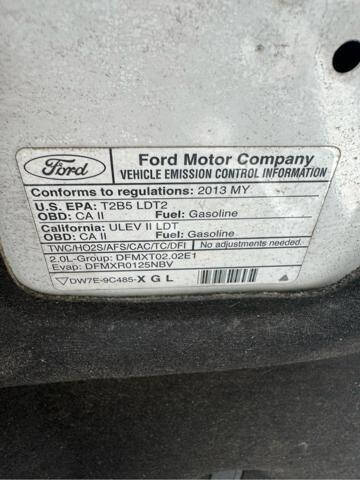 Ford
Ford Motor Company
VEHICLE EMISSION CONTROL INFORMATION
Conforms to regulations: 2013 MY
U.S. EPA: T2B5 LDT2
OBD: CA II Fuel: Gasoline
California: ULEV II LDT
OBD: CA II Fuel: Gasoline
TWC/HO2S/AFS/CAC/TC/DFI No adjustments needed.
2.0L-Group: DFMXT02.02E1
Evap: DFMXR0125NBV
DW7E-9C485-X G L